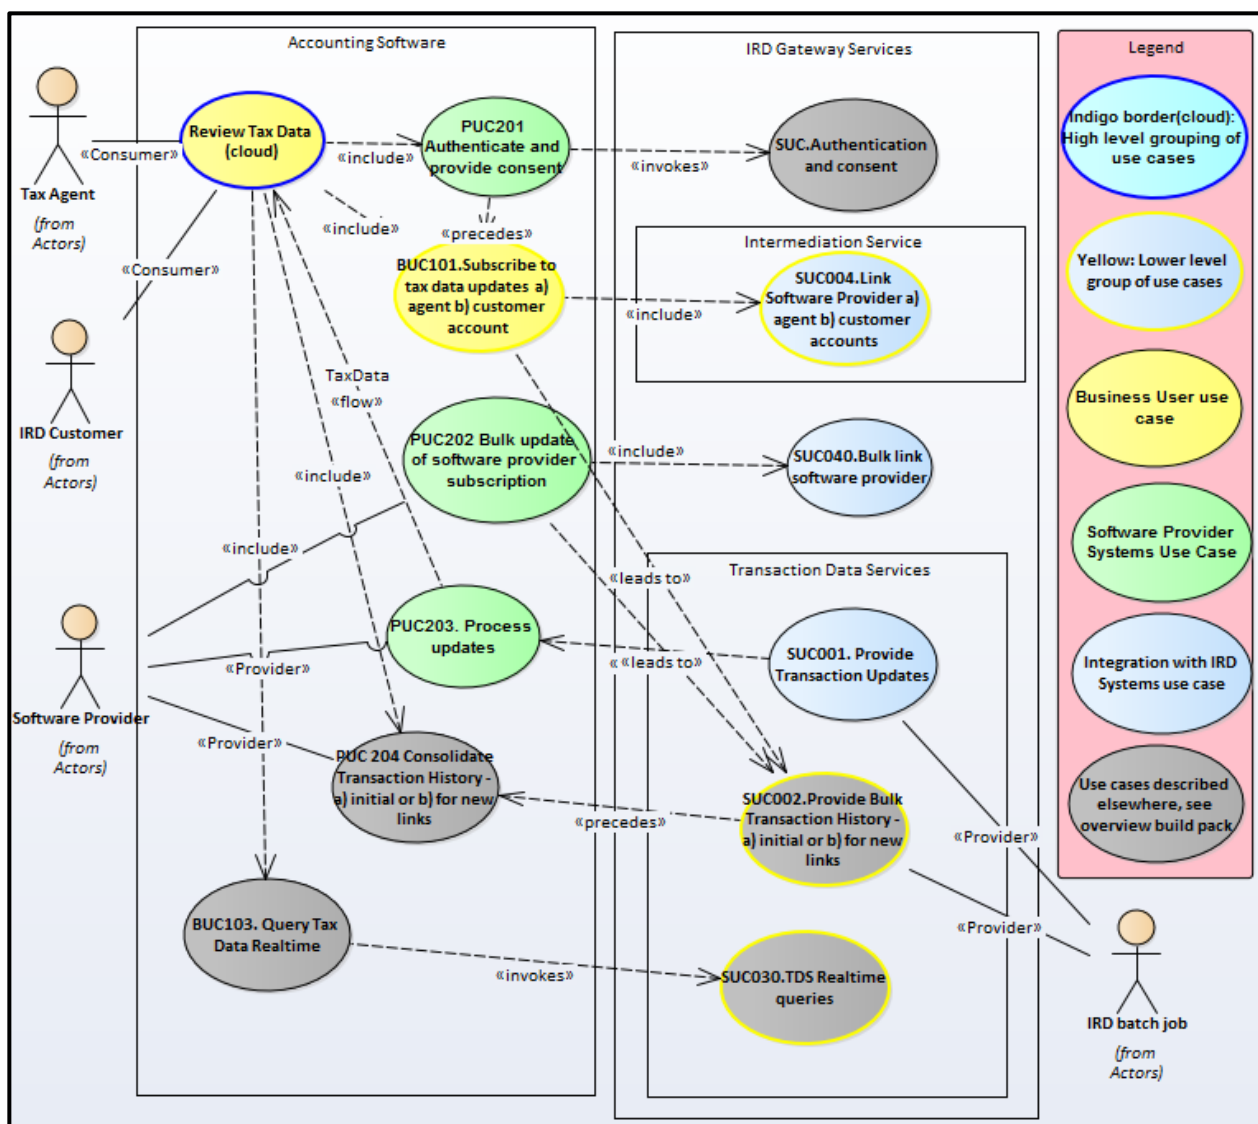 Accounting Software
IRD Gateway Services
Legend
Tax Agent
(from
Actors)
«Consumer»
Review Tax Data
(cloud)
«include»
PUC201
Authenticate and
provide consent
«invokes»
SUC.Authentication
and consent
Indigo border(cloud):
High level grouping of
use cases
«include»
«precedes»
«Consumer»
BUC101.Subscribe to
tax data updates a)
agent b) customer
account
«include»
Intermediation Service
SUC004.Link
Software Provider a)
agent b) customer
accounts
Yellow: Lower level
group of use cases
IRD Customer
(from
Actors)
TaxData
«flow»
Business User use
case
PUC202 Bulk update
of software provider
subscription
«include»
SUC040.Bulk link
software provider
«include»
«include»
Software Provider
Systems Use Case
«leads to»
Transaction Data Services
Software Provider
(from
Actors)
PUC203. Process
updates
«Provider»
«leads to»
SUC001. Provide
Transaction Updates
Integration with IRD
Systems use case
«Provider»
PUC 204 Consolidate
Transaction History -
a) initial or b) for new
links
«precedes»
SUC002.Provide Bulk
Transaction History -
a) initial or b) for new
links
Use cases described
elsewhere, see
overview build pack
«Provider»
«Provider»
BUC103. Query Tax
Data Realtime
«invokes»
SUC030.TDS Realtime
queries
IRD batch job
(from
Actors)